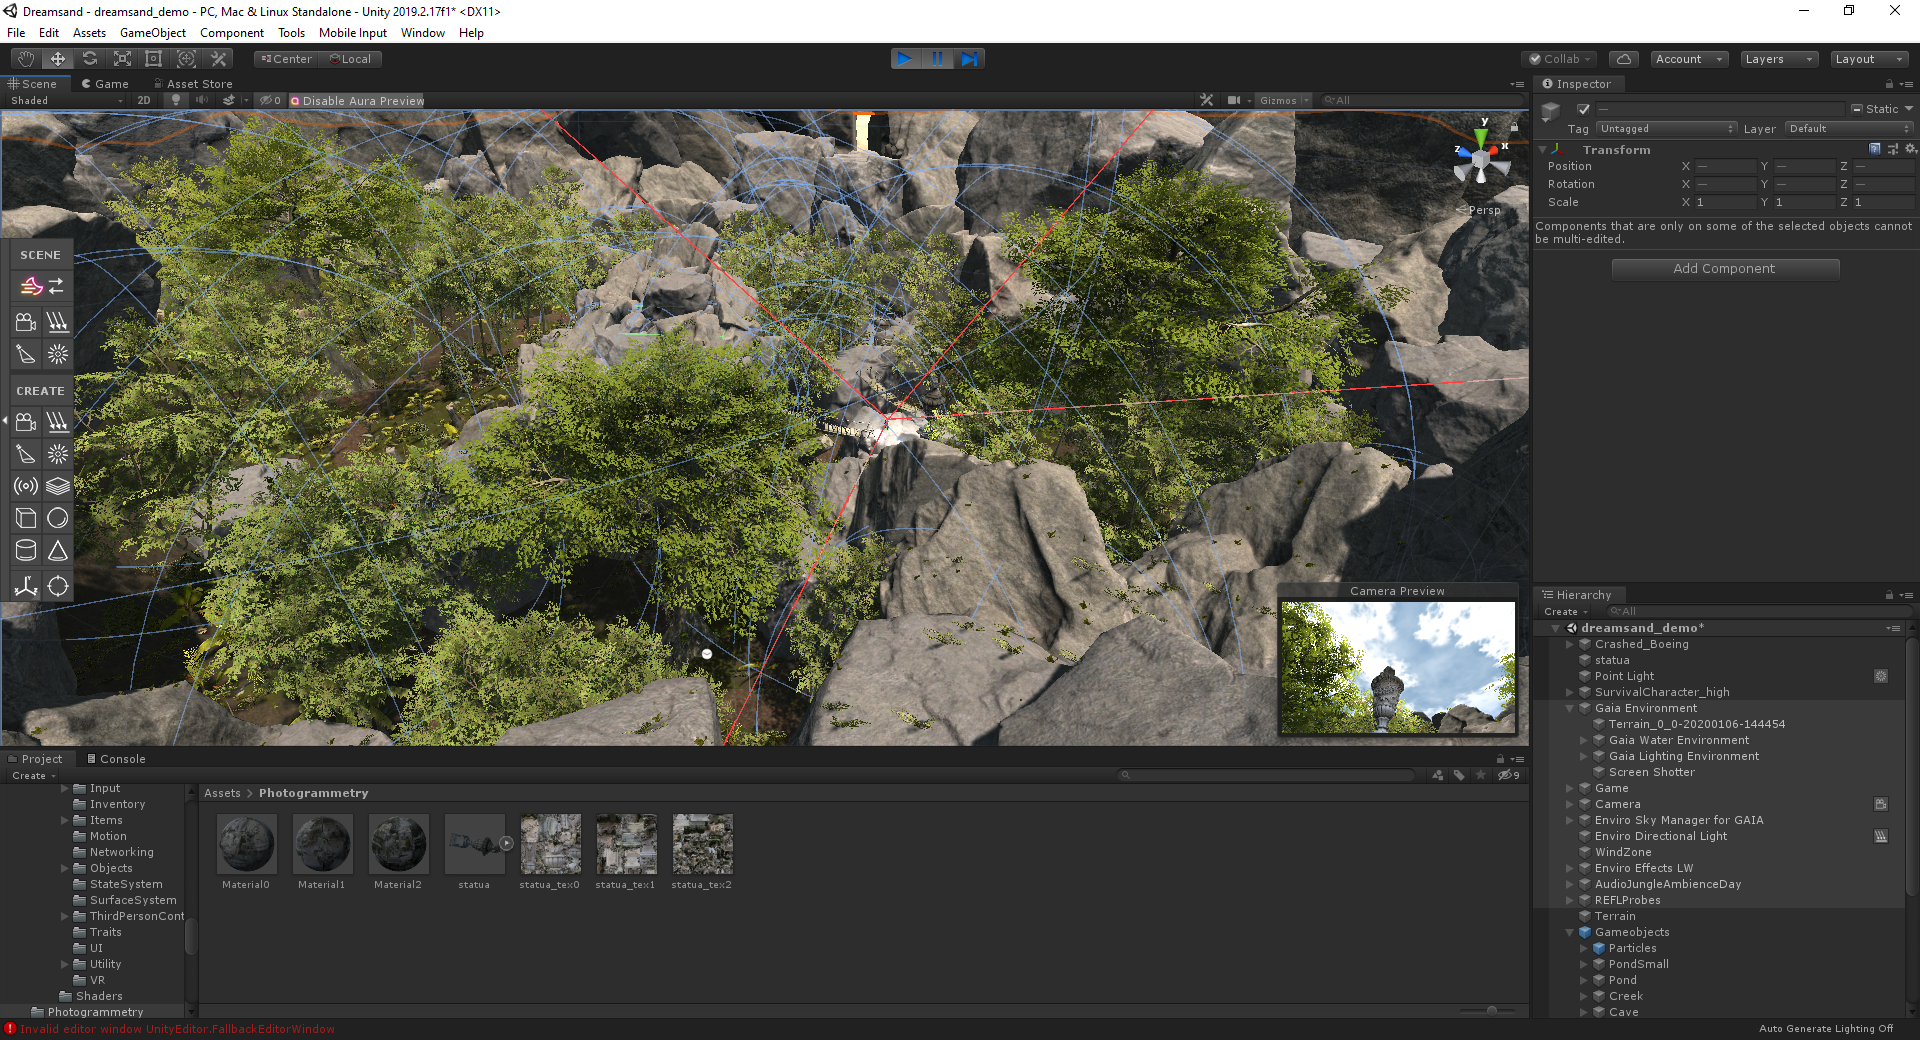 Dreamsand - dreamsand_demo - PC, Mac & Linux Standalone - Unity 2019.2.17f1* <DX11>
File Edit Assets GameObject Component Tools Mobile Input Window Help
Center Local Collab Account Layers Layout
Scene Game Asset Store
Shaded 2D 0 Disable Aura Preview Gizmos All
y
z x
Persp
SCENE
CREATE
Camera Preview
Inspector
— Static
Tag Untagged Layer Default
Transform
Position X — Y — Z —
Rotation X — Y — Z —
Scale X 1 Y 1 Z 1
Components that are only on some of the selected objects cannot
be multi-edited.
Add Component
Hierarchy
Create All
dreamsand_demo*
Crashed_Boeing
statua
Point Light
SurvivalCharacter_high
Gaia Environment
Terrain_0_0-20200106-144454
Gaia Water Environment
Gaia Lighting Environment
Screen Shotter
Game
Camera
Enviro Sky Manager for GAIA
Enviro Directional Light
WindZone
Enviro Effects LW
AudioJungleAmbienceDay
REFLProbes
Terrain
Gameobjects
Particles
PondSmall
Pond
Creek
Cave
Project Console
Create 9
Input
Inventory
Items
Motion
Networking
Objects
StateSystem
SurfaceSystem
ThirdPersonCont
Traits
UI
Utility
VR
Shaders
Photogrammetry
Assets > Photogrammetry
Material0 Material1 Material2 statua statua_tex0 statua_tex1 statua_tex2
Invalid editor window UnityEditor.FallbackEditorWindow
Auto Generate Lighting Off